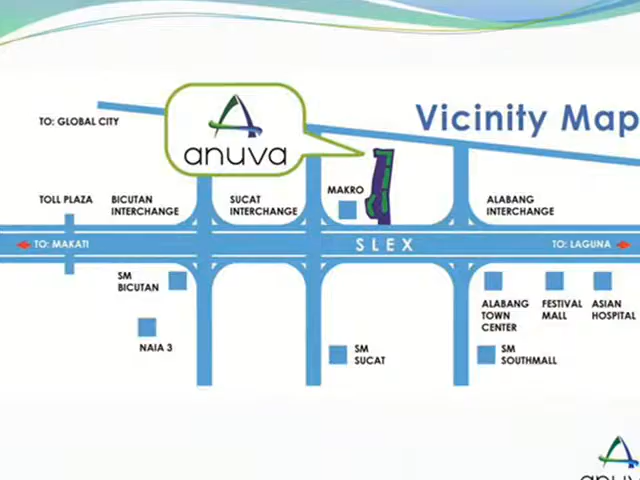 Vicinity Map
TO: GLOBAL CITY
anuva
TOLL PLAZA
BICUTAN
INTERCHANGE
SUCAT
INTERCHANGE
MAKRO
ALABANG
INTERCHANGE
TO: MAKATI
SLEX
TO: LAGUNA
SM
BICUTAN
NAIA 3
SM
SUCAT
ALABANG
TOWN
CENTER
FESTIVAL
MALL
ASIAN
HOSPITAL
SM
SOUTHMALL